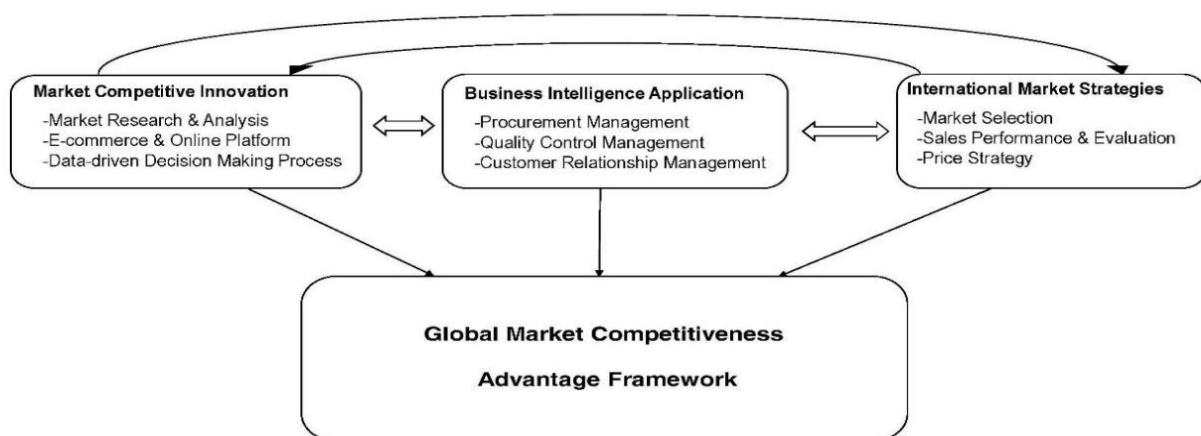 Market Competitive Innovation
-Market Research & Analysis
-E-commerce & Online Platform
-Data-driven Decision Making Process
Business Intelligence Application
-Procurement Management
-Quality Control Management
-Customer Relationship Management
International Market Strategies
-Market Selection
-Sales Performance & Evaluation
-Price Strategy
Global Market Competitiveness
Advantage Framework